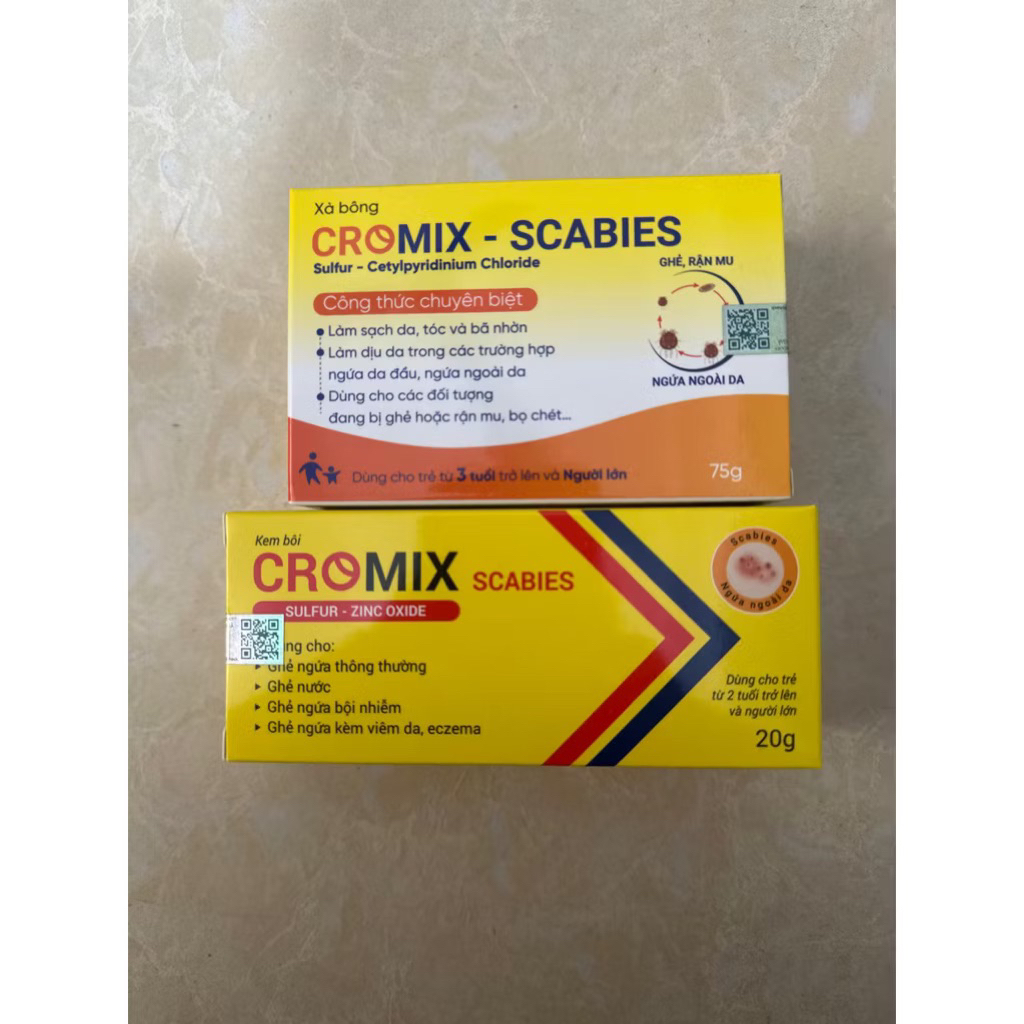 Xà bông
CROMIX - SCABIES
Sulfur - Cetylpyridinium Chloride
Công thức chuyên biệt
Làm sạch da, tóc và bã nhờn
Làm dịu da trong các trường hợp
ngứa da đầu, ngứa ngoài da
Dùng cho các đối tượng
đang bị ghẻ hoặc rận mu, bọ chét...
GHẺ, RẬN MU
NGỨA NGOÀI DA
Dùng cho trẻ từ 3 tuổi trở lên và Người lớn
75g
Kem bôi
CROMIX SCABIES
SULFUR - ZINC OXIDE
cho:
Ghẻ ngứa thông thường
Ghẻ nước
Ghẻ ngứa bội nhiễm
Ghẻ ngứa kèm viêm da, eczema
Scabies
Ngứa ngoài da
Dùng cho trẻ
từ 2 tuổi trở lên
và người lớn
20g